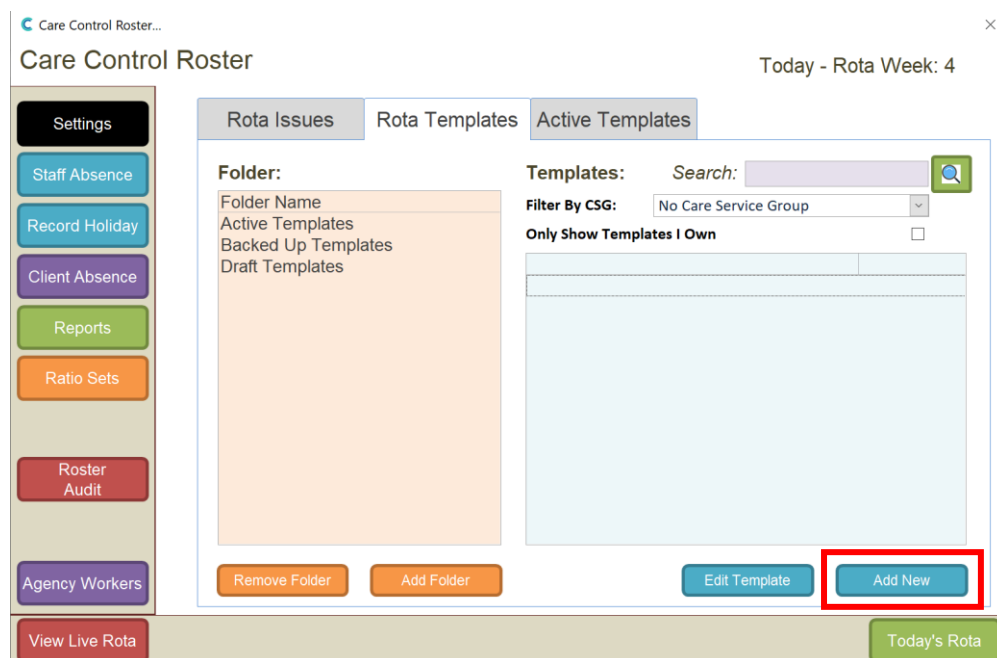 Care Control Roster...
Care Control Roster
Today - Rota Week: 4
Settings
Staff Absence
Record Holiday
Client Absence
Reports
Ratio Sets
Roster
Audit
Agency Workers
View Live Rota
Rota Issues
Rota Templates
Active Templates
Folder:
Folder Name
Active Templates
Backed Up Templates
Draft Templates
Remove Folder
Add Folder
Templates:
Search:
Filter By CSG:
No Care Service Group
Only Show Templates I Own
Edit Template
Add New
Today's Rota